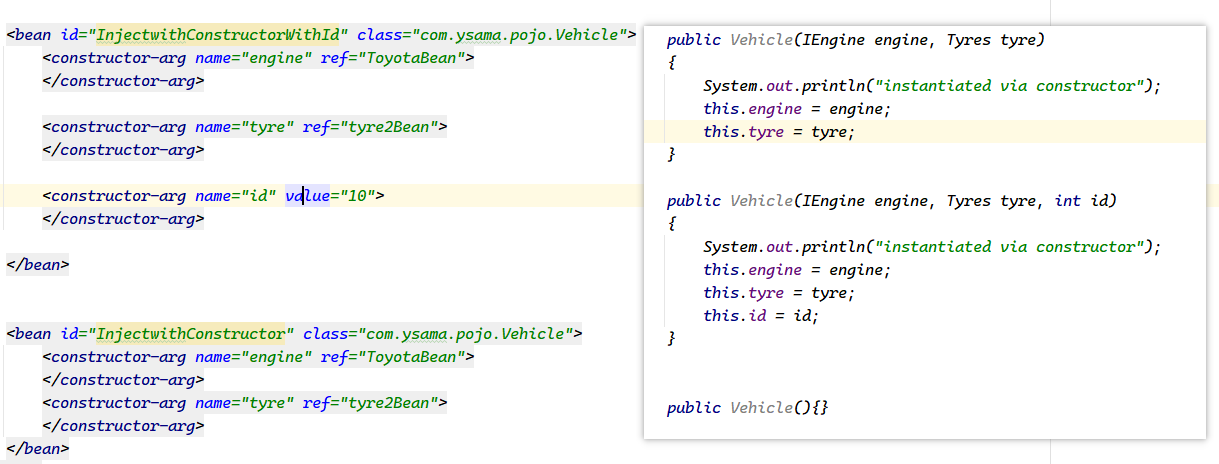 <bean id="InjectwithConstructorWithId" class="com.ysama.pojo.Vehicle">
<constructor-arg name="engine" ref="ToyotaBean">
</constructor-arg>
<constructor-arg name="tyre" ref="tyre2Bean">
</constructor-arg>
<constructor-arg name="id" value="10">
</constructor-arg>
</bean>
<bean id="InjectwithConstructor" class="com.ysama.pojo.Vehicle">
<constructor-arg name="engine" ref="ToyotaBean">
</constructor-arg>
<constructor-arg name="tyre" ref="tyre2Bean">
</constructor-arg>
</bean>
public Vehicle(IEngine engine, Tyres tyre)
{
System.out.println("instantiated via constructor");
this.engine = engine;
this.tyre = tyre;
}
public Vehicle(IEngine engine, Tyres tyre, int id)
{
System.out.println("instantiated via constructor");
this.engine = engine;
this.tyre = tyre;
this.id = id;
}
public Vehicle(){}